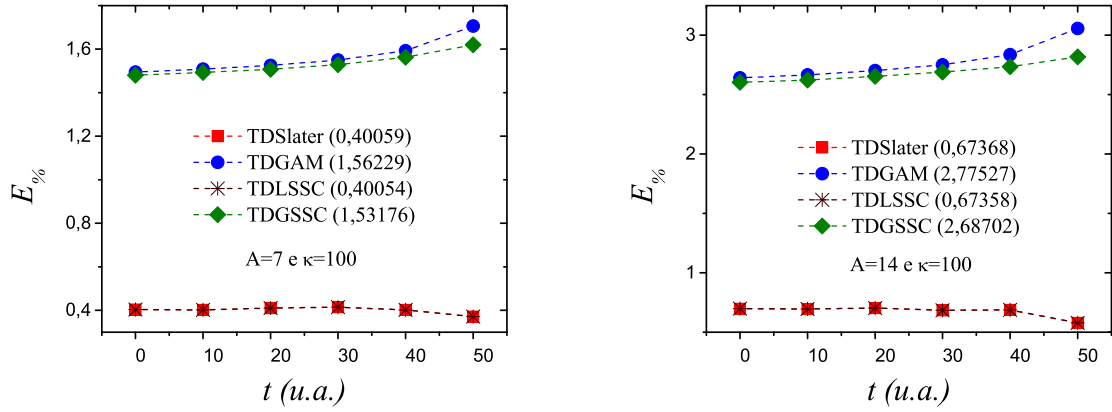 1,6
1,2
0,8
0,4
E%
TDSlater (0,40059)
TDGAM (1,56229)
TDLSSC (0,40054)
TDGSSC (1,53176)
A=7 e κ=100
0 10 20 30 40 50
t (u.a.)
3
2
1
E%
TDSlater (0,67368)
TDGAM (2,77527)
TDLSSC (0,67358)
TDGSSC (2,68702)
A=14 e κ=100
0 10 20 30 40 50
t (u.a.)